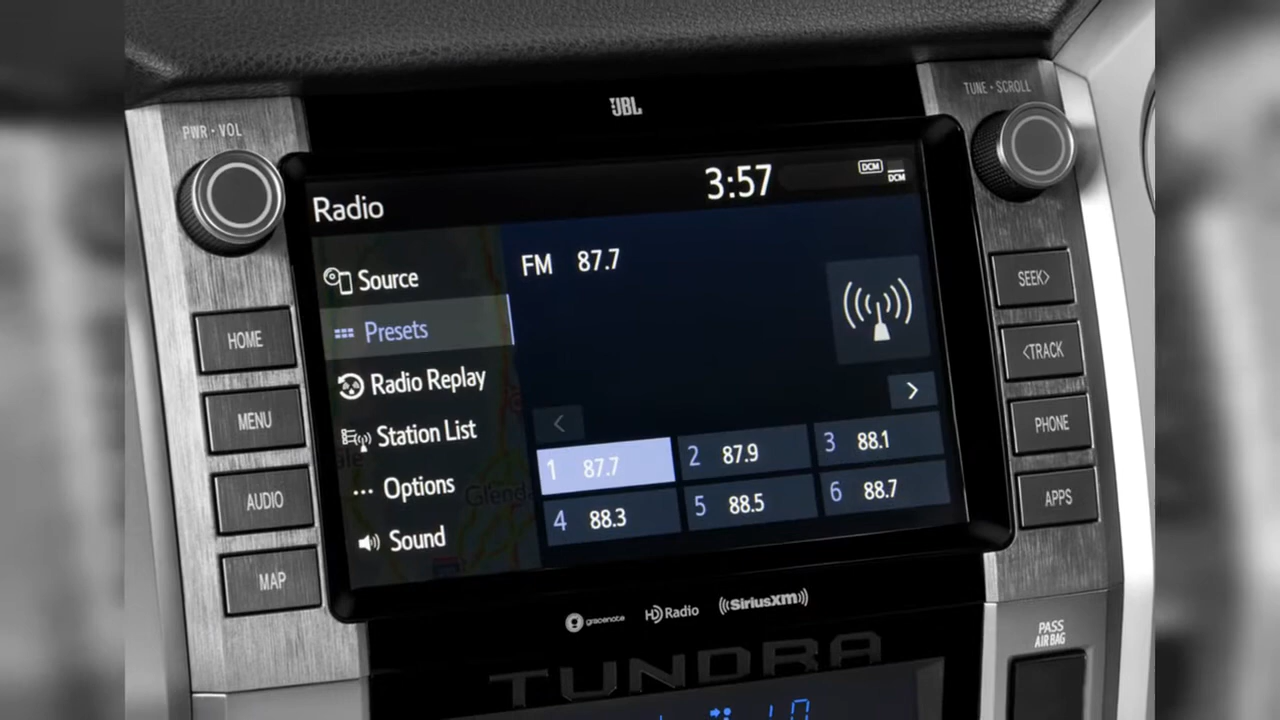 JBL
PWR • VOL
TUNE • SCROLL
Radio
3:57
DCM
DCM
Source
Presets
Radio Replay
Station List
Options
Sound
FM 87.7
<
>
1 87.7
2 87.9
3 88.1
4 88.3
5 88.5
6 88.7
Glend
HOME
MENU
AUDIO
MAP
SEEK>
<TRACK
PHONE
APPS
gracenote
HD Radio
((SiriusXM))
PASS
AIR BAG
TUNDRA